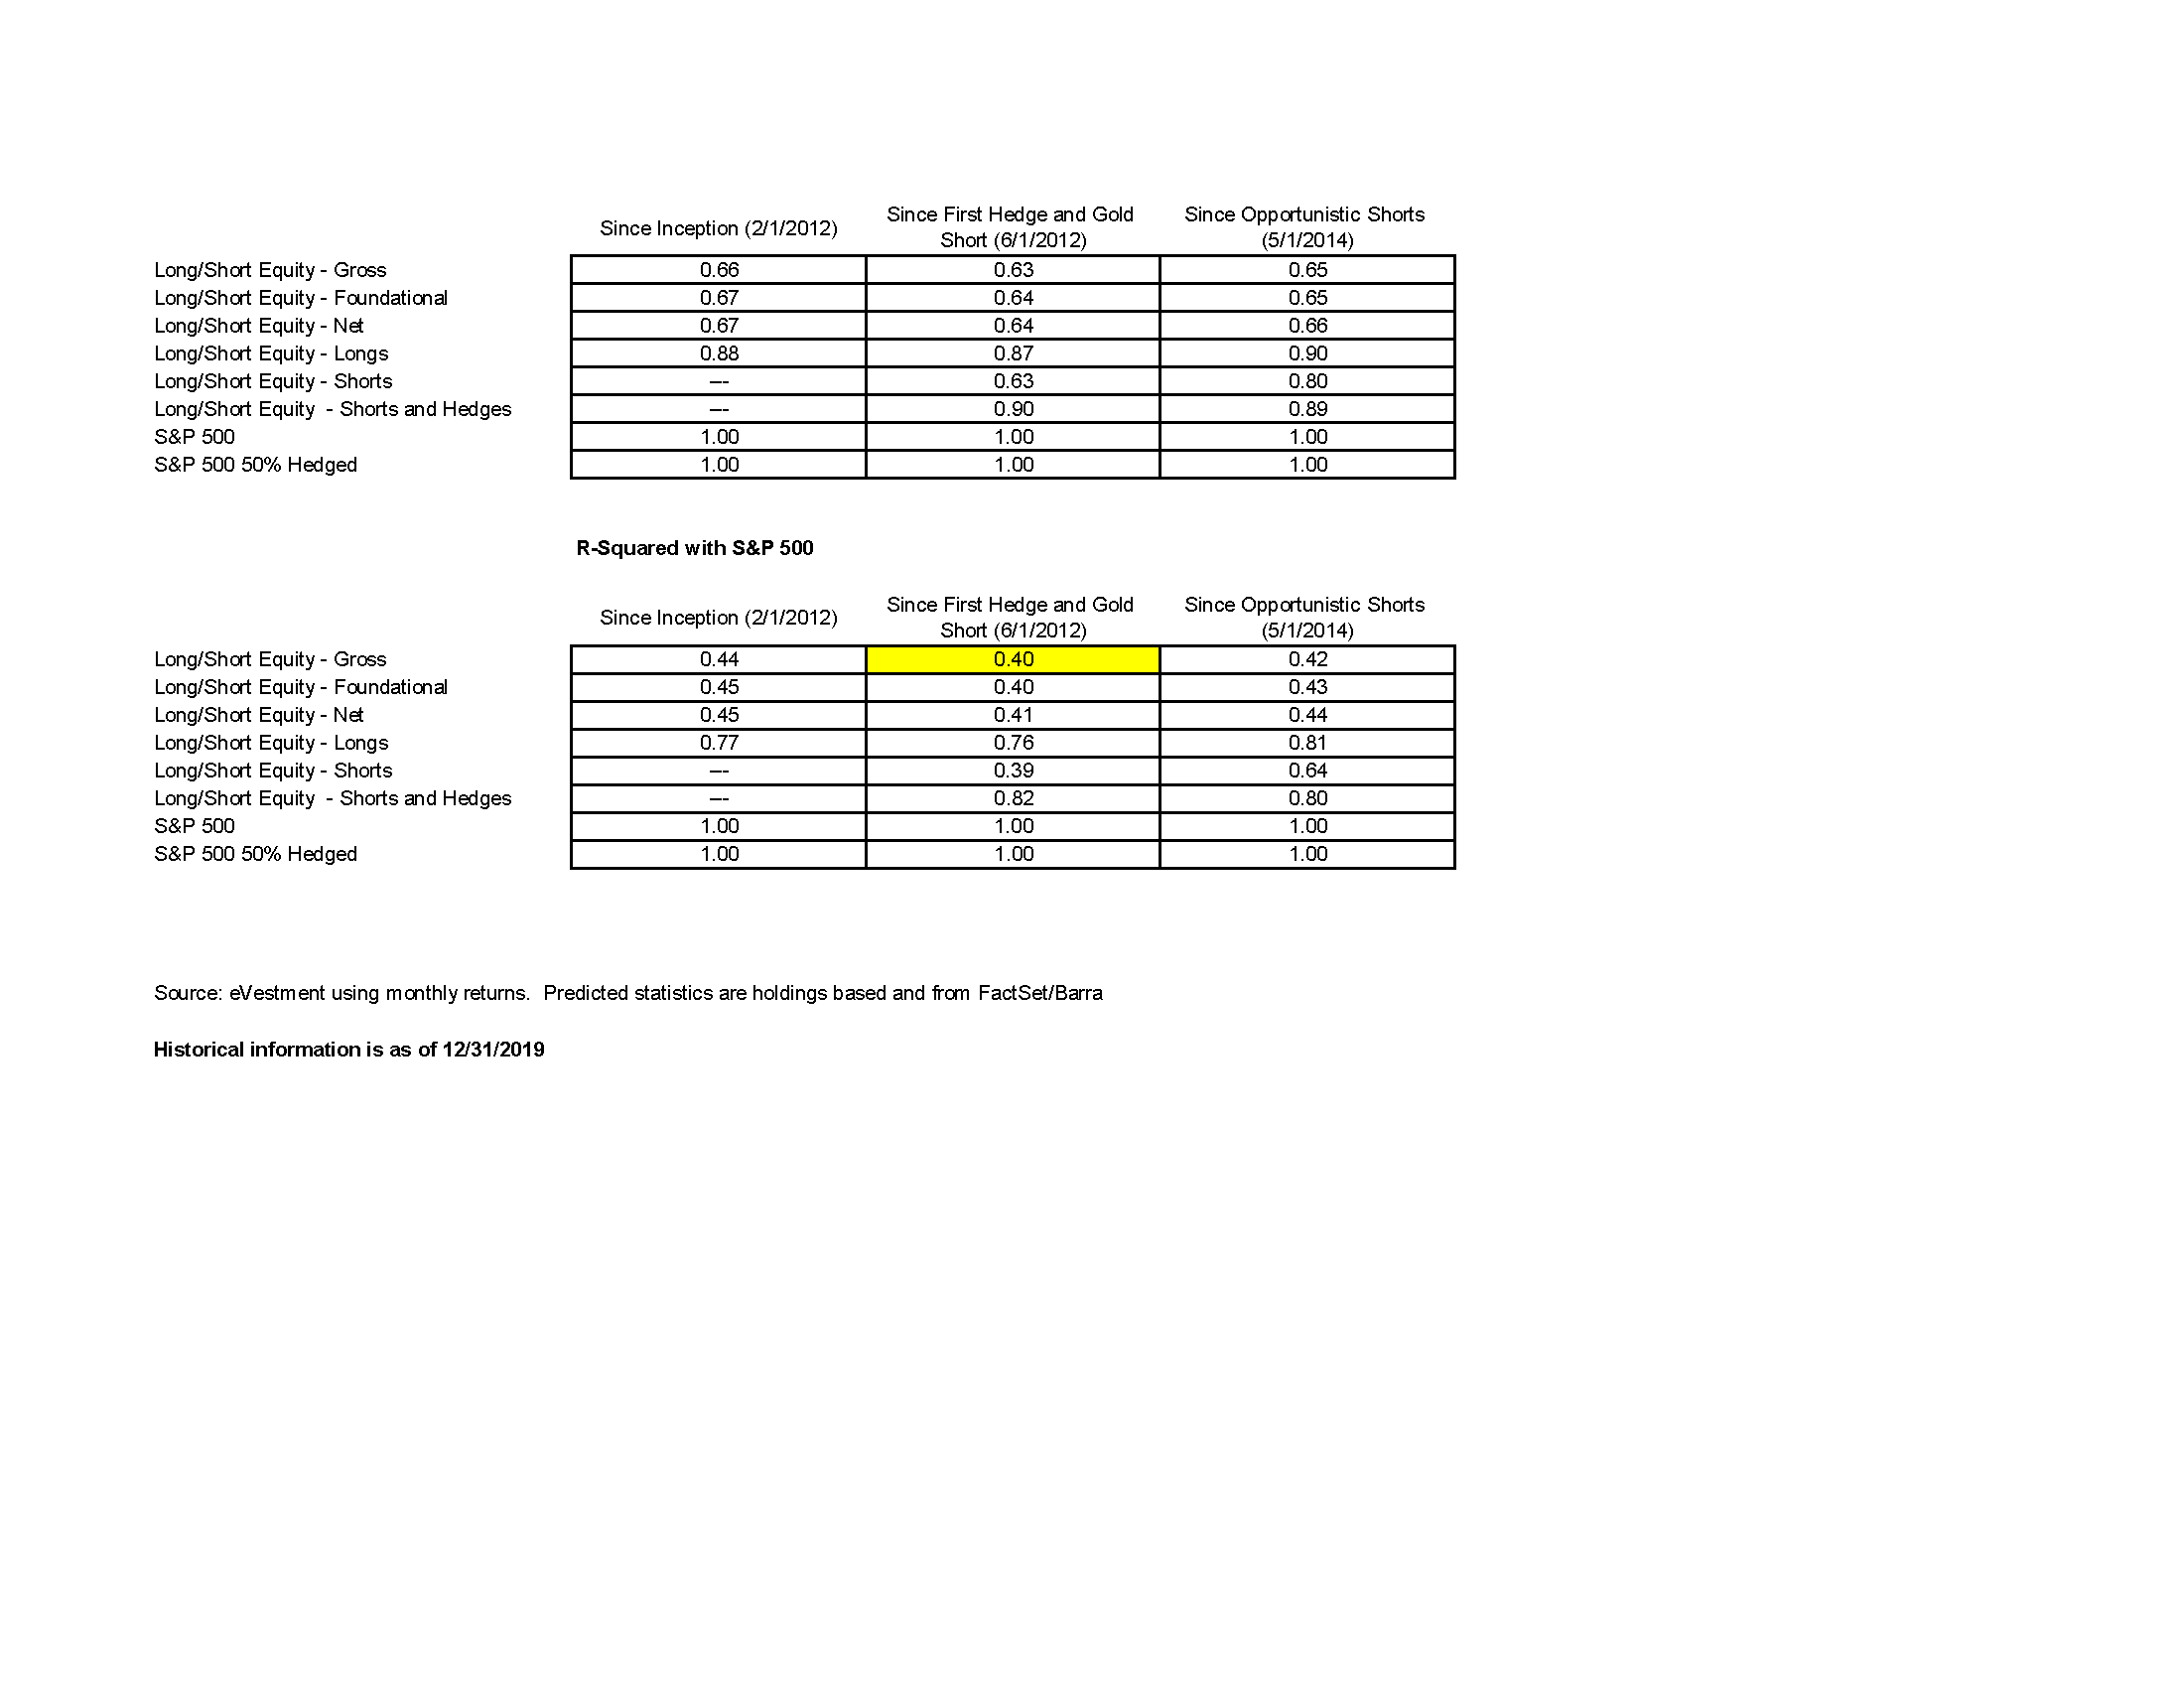 Since Inception (2/1/2012) Since First Hedge and Gold Short (6/1/2012) Since Opportunistic Shorts (5/1/2014)
Long/Short Equity - Gross 0.66 0.63 0.65
Long/Short Equity - Foundational 0.67 0.64 0.65
Long/Short Equity - Net 0.67 0.64 0.66
Long/Short Equity - Longs 0.88 0.87 0.90
Long/Short Equity - Shorts --- 0.63 0.80
Long/Short Equity  - Shorts and Hedges --- 0.90 0.89
S&P 500 1.00 1.00 1.00
S&P 500 50% Hedged 1.00 1.00 1.00
R-Squared with S&P 500
Since Inception (2/1/2012) Since First Hedge and Gold Short (6/1/2012) Since Opportunistic Shorts (5/1/2014)
Long/Short Equity - Gross 0.44 0.40 0.42
Long/Short Equity - Foundational 0.45 0.40 0.43
Long/Short Equity - Net 0.45 0.41 0.44
Long/Short Equity - Longs 0.77 0.76 0.81
Long/Short Equity - Shorts --- 0.39 0.64
Long/Short Equity  - Shorts and Hedges --- 0.82 0.80
S&P 500 1.00 1.00 1.00
S&P 500 50% Hedged 1.00 1.00 1.00
Source: eVestment using monthly returns.  Predicted statistics are holdings based and from FactSet/Barra
Historical information is as of 12/31/2019